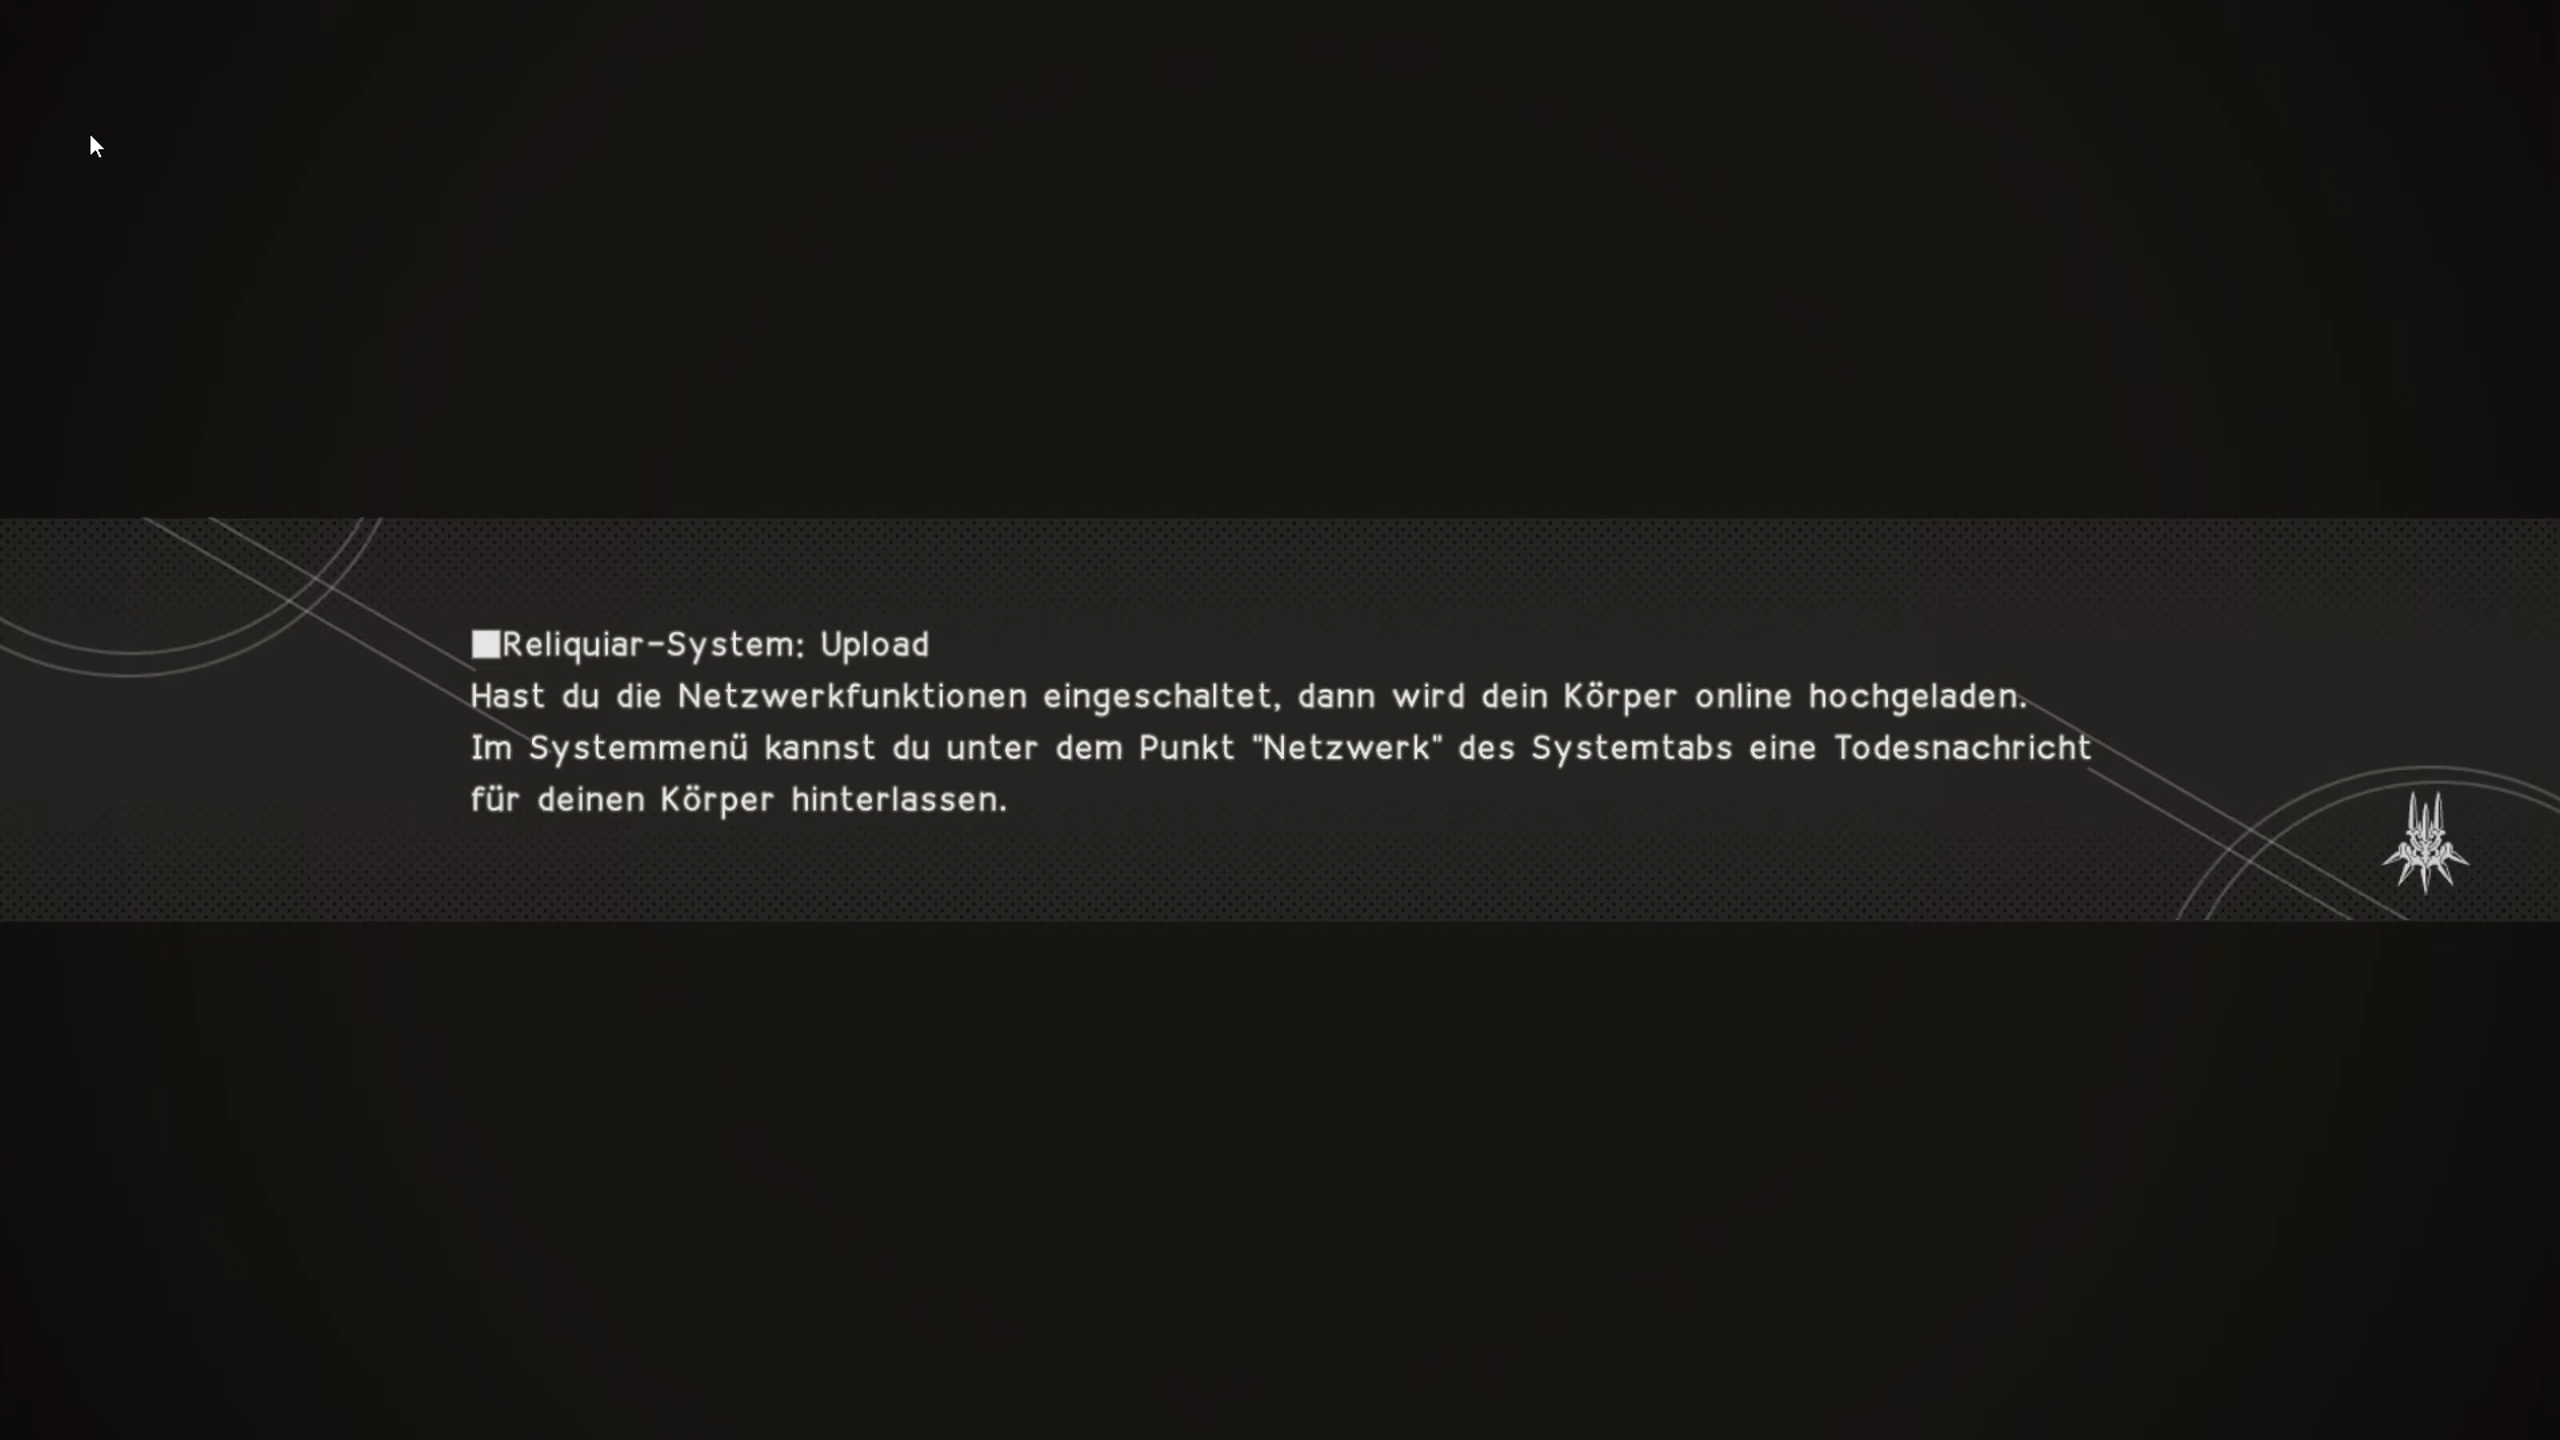 ■Reliquiar-System: Upload
Hast du die Netzwerkfunktionen eingeschaltet, dann wird dein Körper online hochgeladen.
Im Systemmenü kannst du unter dem Punkt "Netzwerk" des Systemtabs eine Todesnachricht
für deinen Körper hinterlassen.